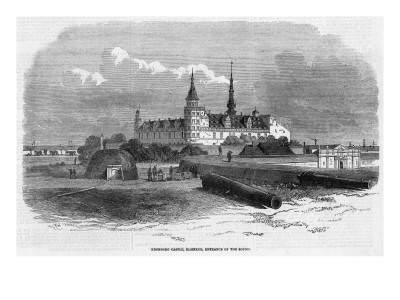 KRONBORG CASTLE, ELSINORE, ENTRANCE OF THE SOUND.